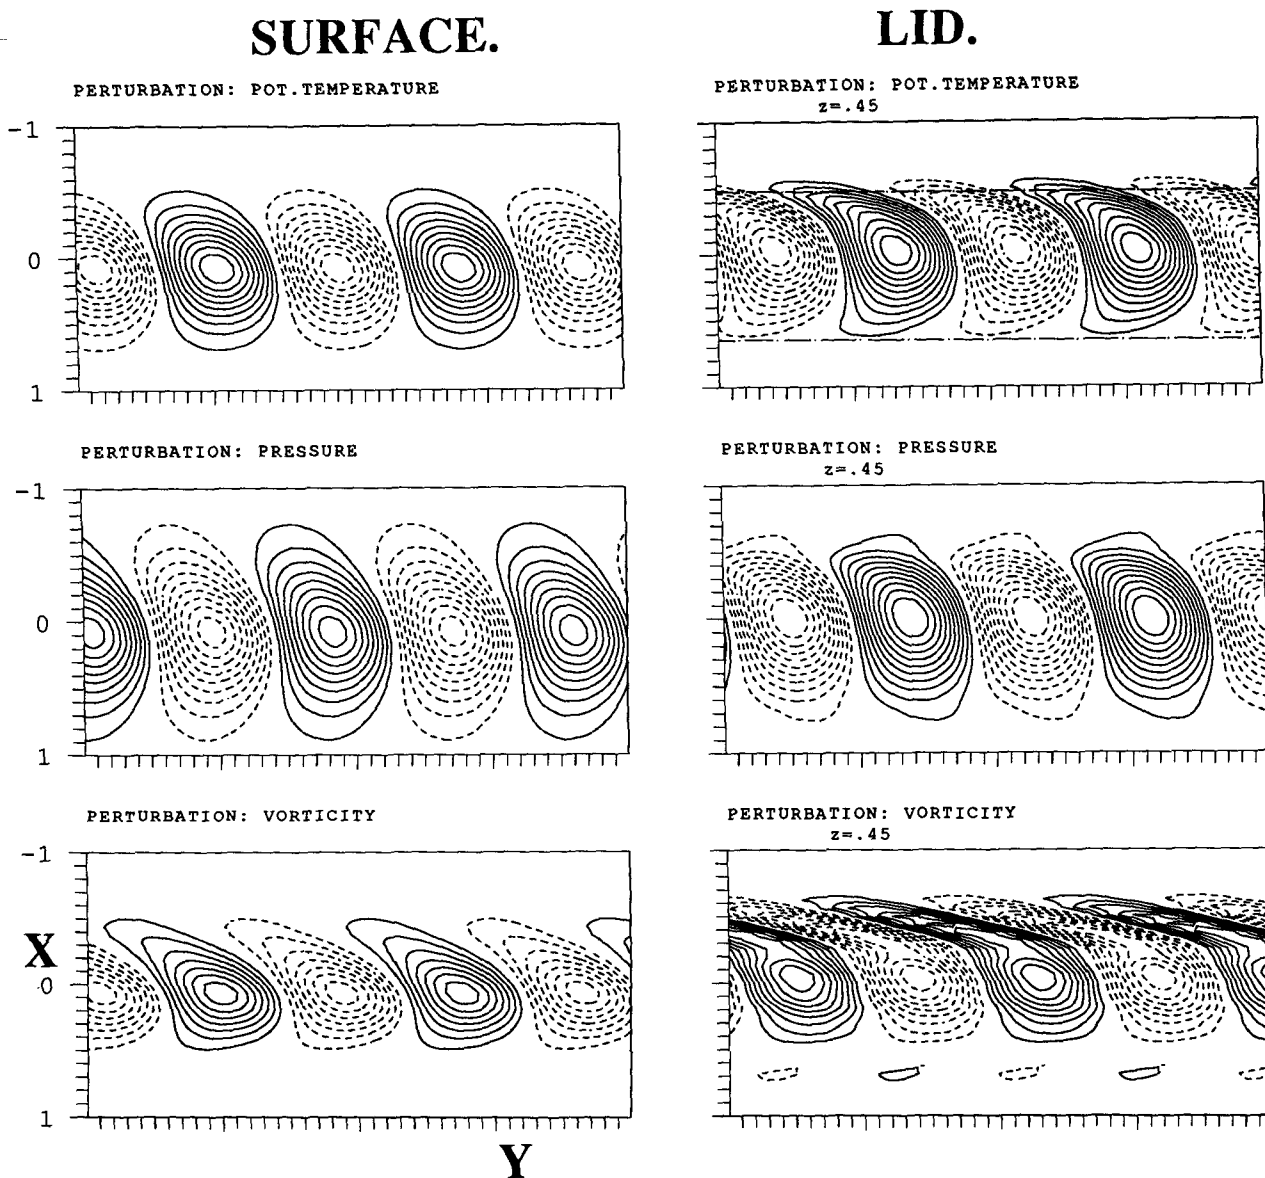 SURFACE.
LID.
PERTURBATION: POT.TEMPERATURE
-1
0
1
PERTURBATION: POT.TEMPERATURE
z=.45
PERTURBATION: PRESSURE
-1
0
1
PERTURBATION: PRESSURE
z=.45
PERTURBATION: VORTICITY
-1
X
0
1
Y
PERTURBATION: VORTICITY
z=.45